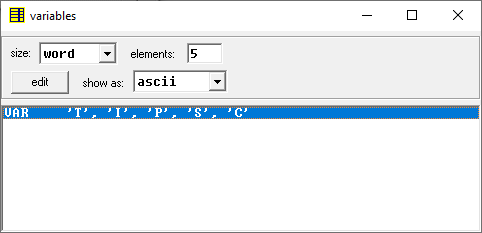 variables
size: word elements: 5
edit show as: ascii
VAR 'T', 'I', 'P', 'S', 'C'